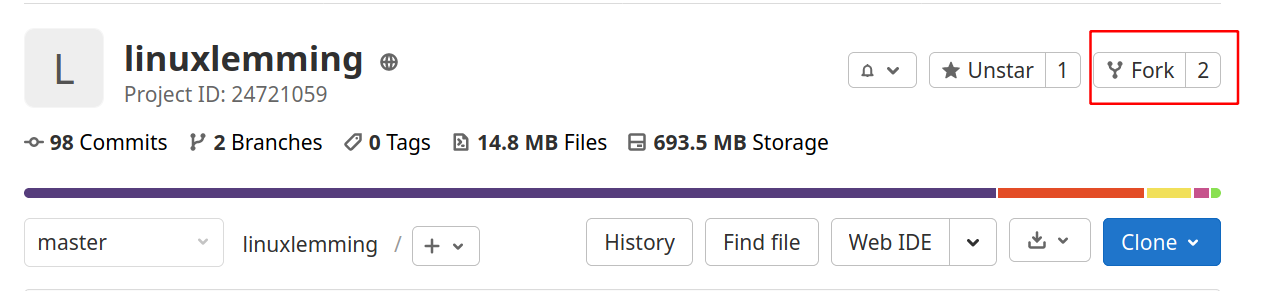 L
linuxlemming
Project ID: 24721059
Unstar 1
Fork 2
98 Commits 2 Branches 0 Tags 14.8 MB Files 693.5 MB Storage
master linuxlemming / + History Find file Web IDE Clone